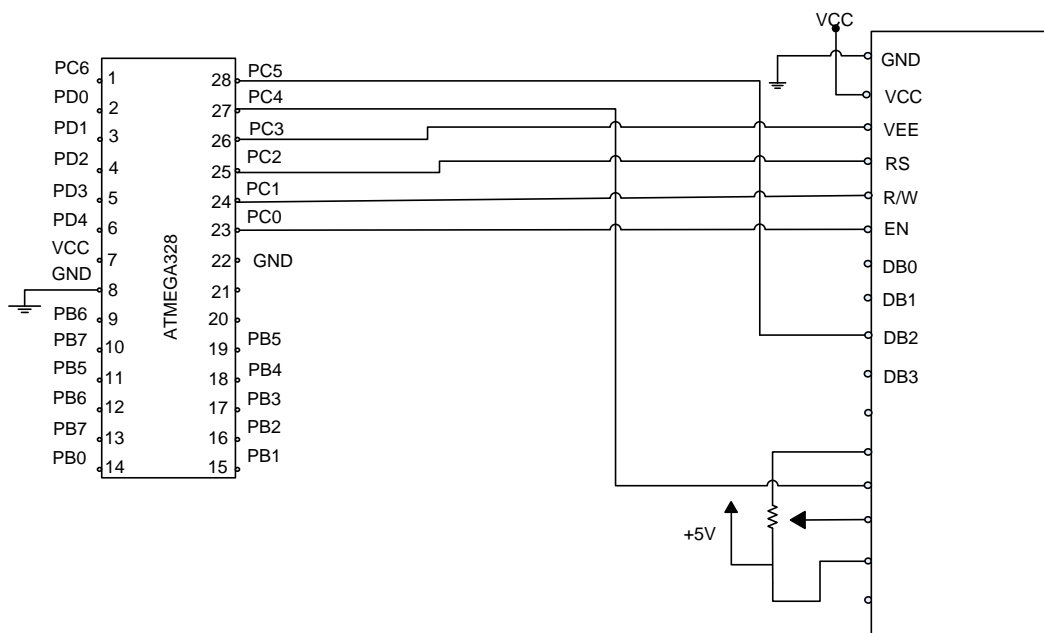 VCC
PC6 1 28 PC5
PD0 2 27 PC4
PD1 3 26 PC3
PD2 4 25 PC2
PD3 5 24 PC1
PD4 6 23 PC0
VCC 7 22 GND
GND 8 21
PB6 9 20
PB7 10 19 PB5
PB5 11 18 PB4
PB6 12 17 PB3
PB7 13 16 PB2
PB0 14 15 PB1
ATMEGA328
GND
VCC
VEE
RS
R/W
EN
DB0
DB1
DB2
DB3
+5V